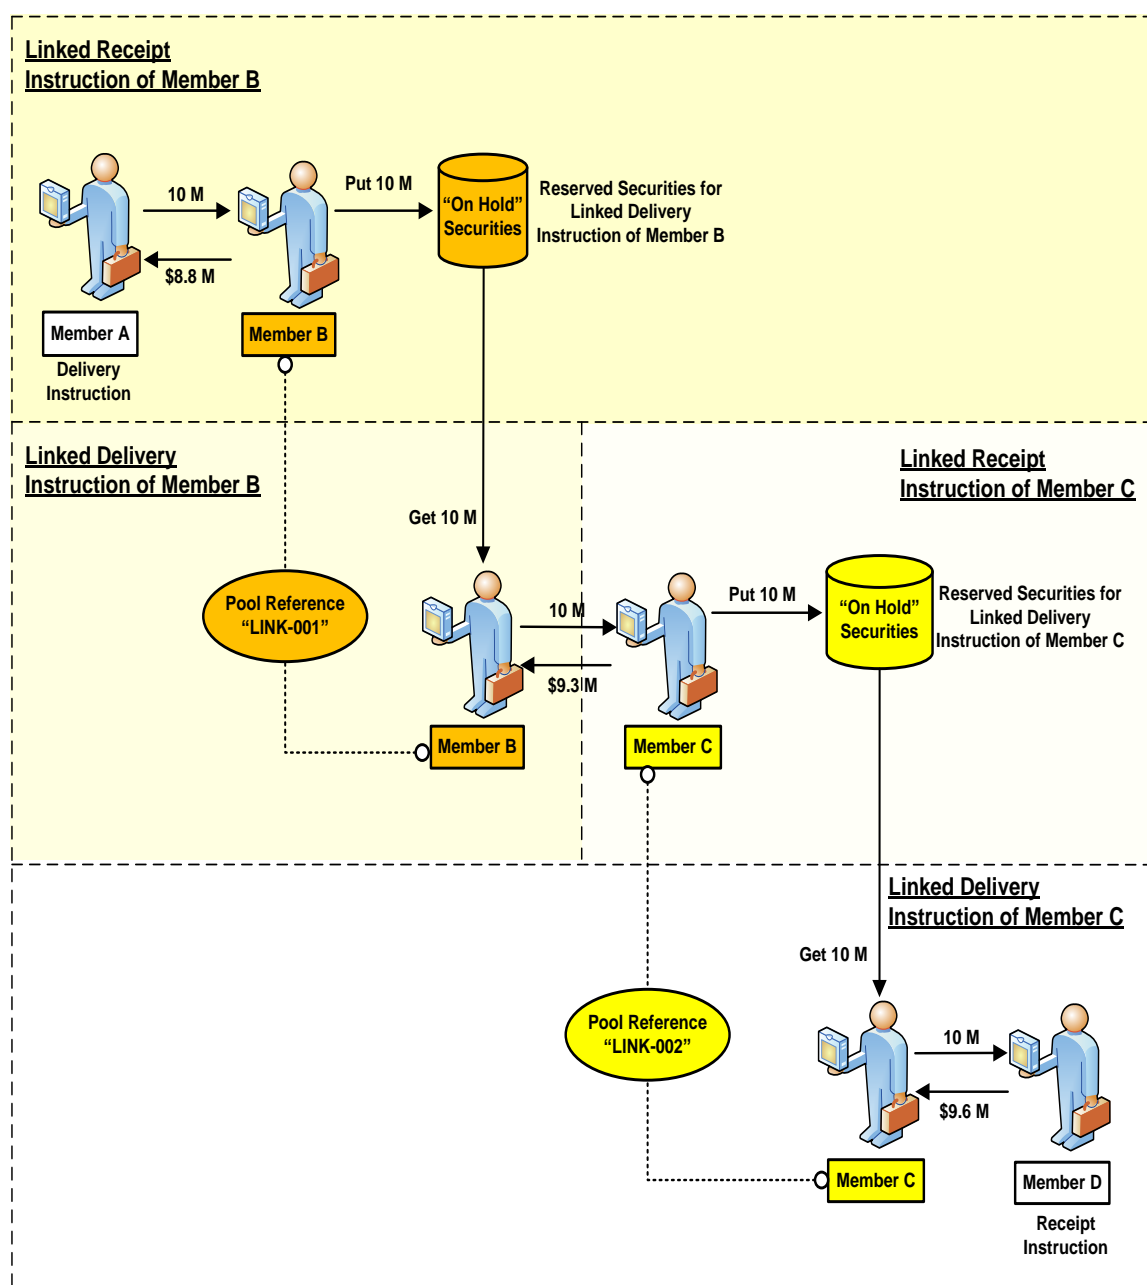 Linked Receipt
Instruction of Member B
10 M
Put 10 M
“On Hold”
Securities
Reserved Securities for
Linked Delivery
Instruction of Member B
$8.8 M
Member A
Member B
Delivery
Instruction
Linked Delivery
Instruction of Member B
Linked Receipt
Instruction of Member C
Get 10 M
Pool Reference
“LINK-001”
10 M
Put 10 M
“On Hold”
Securities
Reserved Securities for
Linked Delivery
Instruction of Member C
$9.3 M
Member B
Member C
Linked Delivery
Instruction of Member C
Get 10 M
Pool Reference
“LINK-002”
10 M
$9.6 M
Member C
Member D
Receipt
Instruction